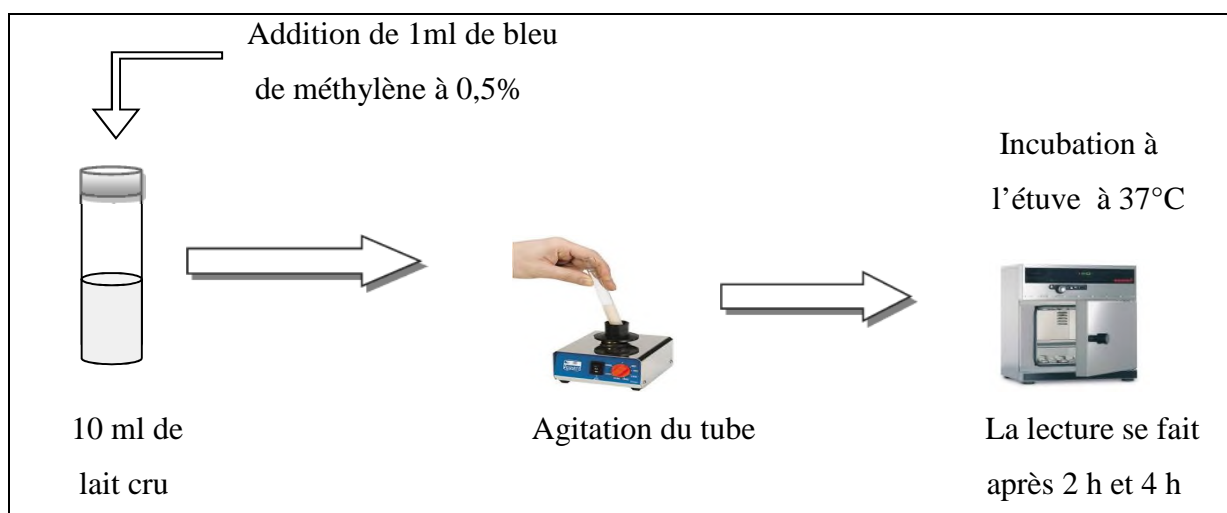 Addition de 1ml de bleu
de méthylène à 0,5%
Incubation à
l’étuve à 37°C
10 ml de
lait cru
Agitation du tube
La lecture se fait
après 2 h et 4 h